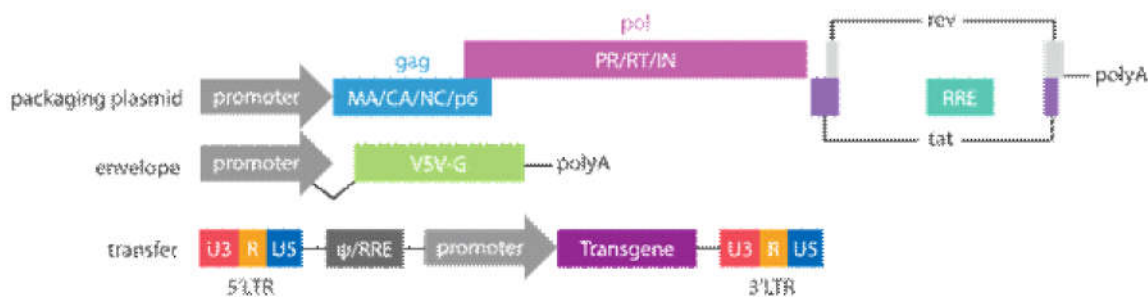 pol
rev
gag
PR/RT/IN
polyA
packaging plasmid
promoter
MA/CA/NC/p6
RRE
tat
envelope
promoter
VSV-G
polyA
transfer
U3 R U5
ψ/RRE
promoter
Transgene
U3 R U5
5'LTR
3'LTR